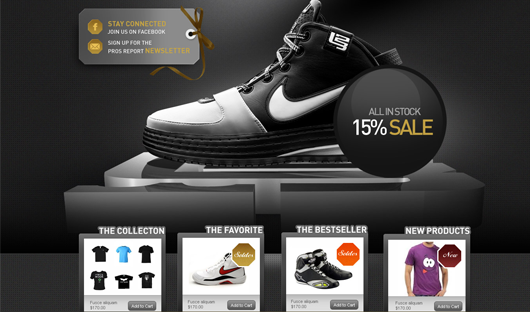 STAY CONNECTED
JOIN US ON FACEBOOK
SIGN UP FOR THE
PROS REPORT NEWSLETTER
ALL IN STOCK
15% SALE
THE COLLECTON
THE FAVORITE
THE BESTSELLER
NEW PRODUCTS
Soldes
Soldes
New
Fusce aliquam
$170.00
Add to Cart
Fusce aliquam
$170.00
Add to Cart
Fusce aliquam
$170.00
Add to Cart
Fusce aliquam
$170.00
Add to Cart